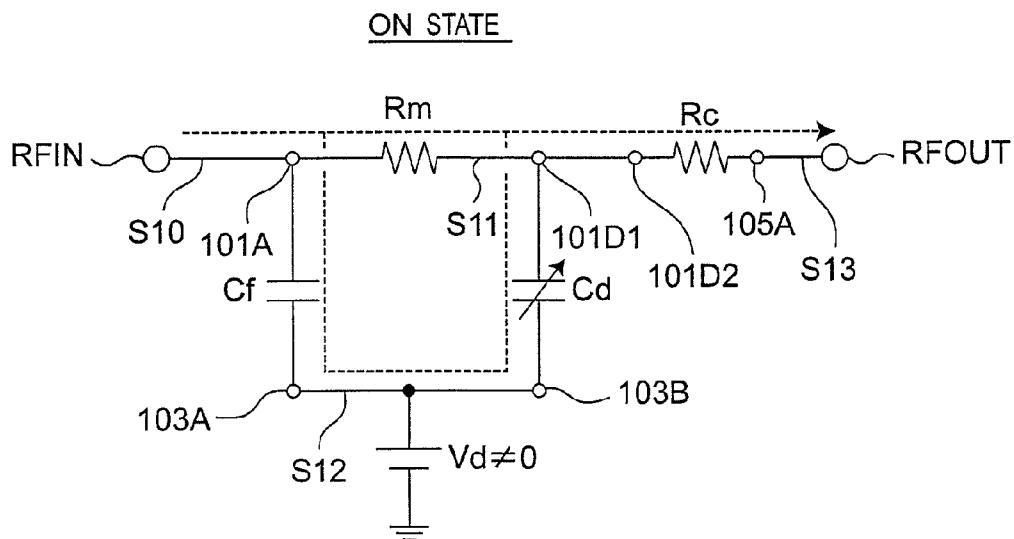 ON STATE
Rm
Rc
RFIN
RFOUT
S10
101A
S11
101D1
101D2
105A
S13
Cf
Cd
103A
S12
103B
Vd≠0